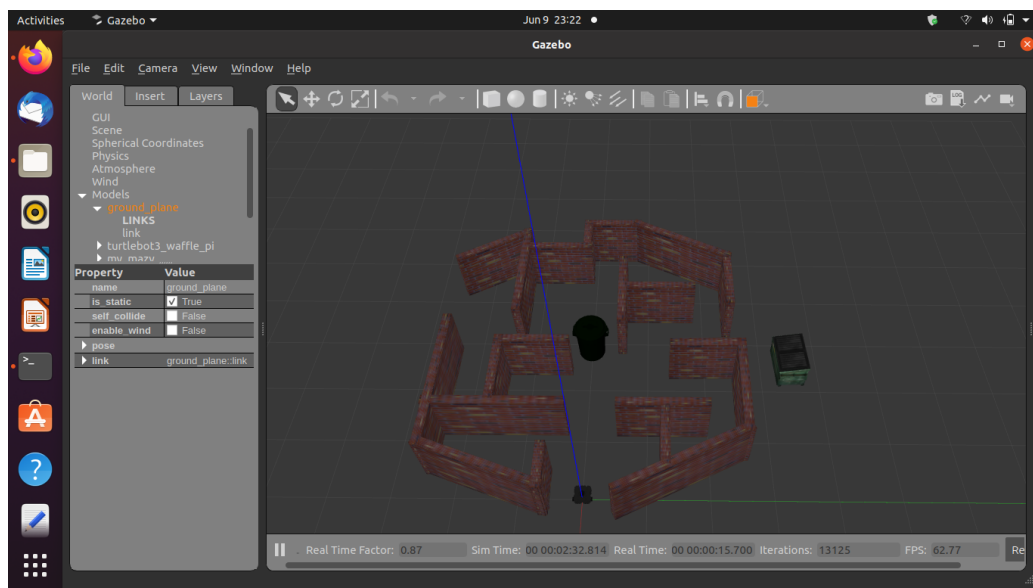 Activities Gazebo Jun 9 23:22
Gazebo
File Edit Camera View Window Help
World Insert Layers
LOG
GUI
Scene
Spherical Coordinates
Physics
Atmosphere
Wind
Models
ground_plane
LINKS
link
turtlebot3_waffle_pi
my_mazy
Property Value
name ground_plane
is_static True
self_collide False
enable_wind False
pose
link ground_plane::link
Real Time Factor: 0.87 Sim Time: 00 00:02:32.814 Real Time: 00 00:00:15.700 Iterations: 13125 FPS: 62.77 Re